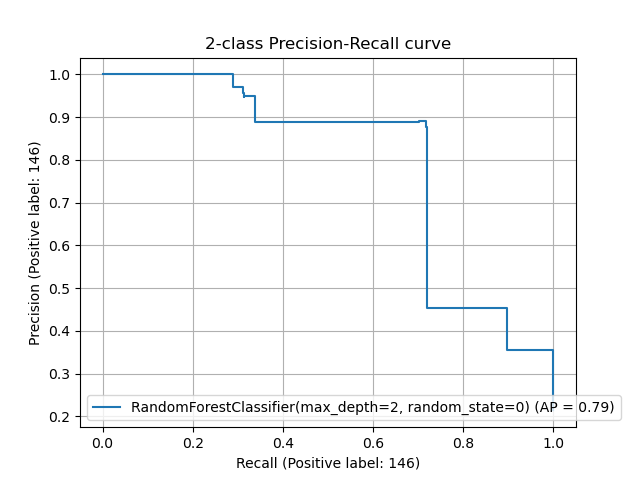 2-class Precision-Recall curve
Precision (Positive label: 146)
1.0
0.9
0.8
0.7
0.6
0.5
0.4
0.3
0.2
RandomForestClassifier(max_depth=2, random_state=0) (AP = 0.79)
0.0 0.2 0.4 0.6 0.8 1.0
Recall (Positive label: 146)